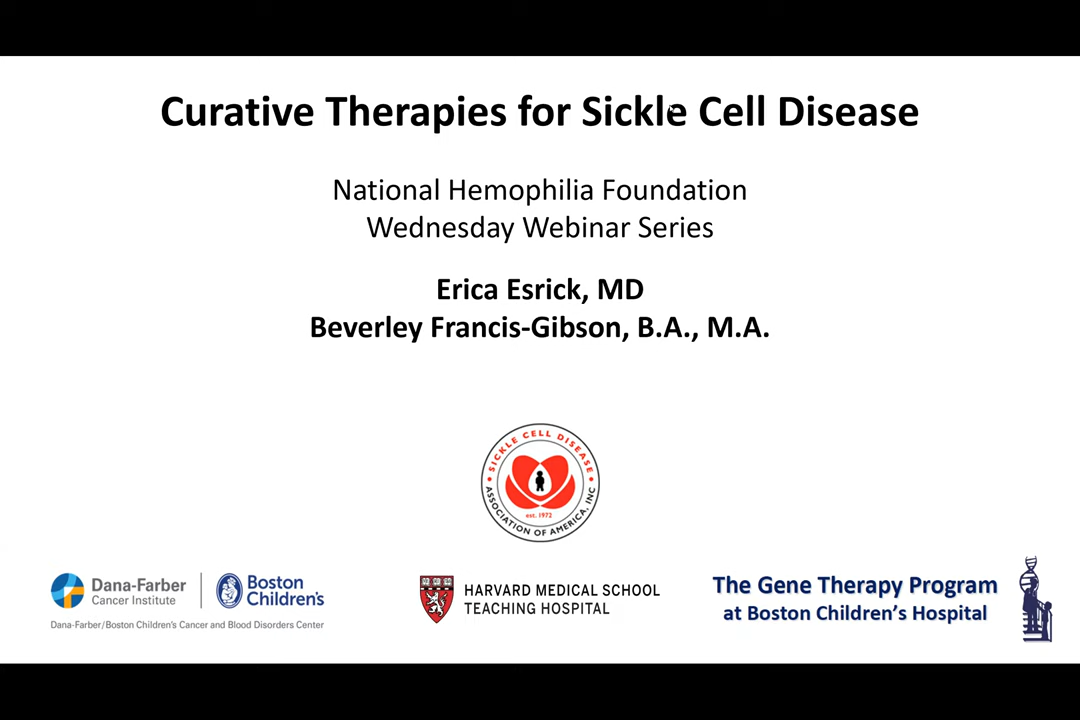 Curative Therapies for Sickle Cell Disease
National Hemophilia Foundation
Wednesday Webinar Series
Erica Esrick, MD
Beverley Francis-Gibson, B.A., M.A.
SICKLE CELL DISEASE
est. 1972
ASSOCIATION OF AMERICA, INC
Dana-Farber
Cancer Institute
Boston
Children's
Dana-Farber/Boston Children's Cancer and Blood Disorders Center
HARVARD MEDICAL SCHOOL
TEACHING HOSPITAL
The Gene Therapy Program
at Boston Children's Hospital